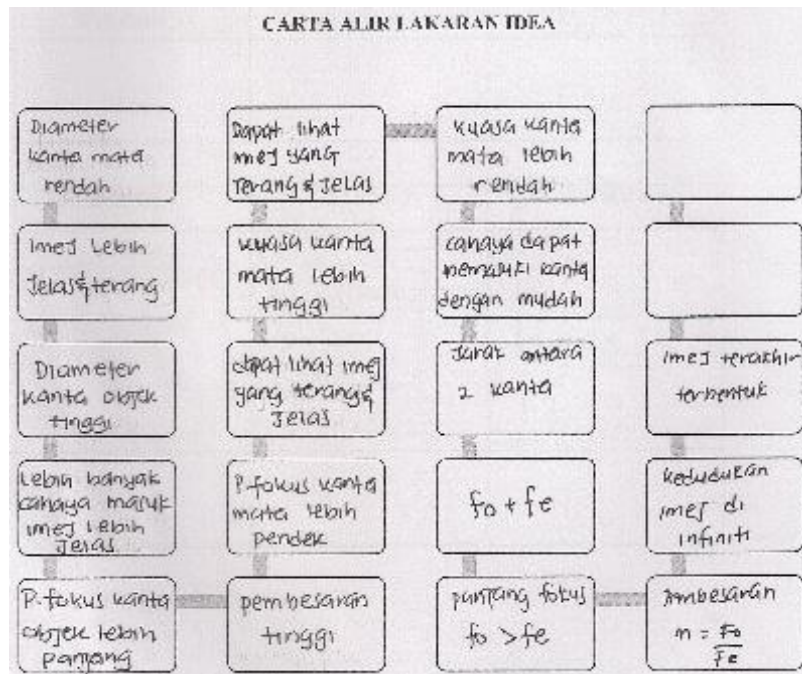 CARTA ALIR LAKARAN IDEA
Diameter
kanta mata
rendah
Imej Lebih
Jelas & terang
Diameter
kanta objek
tinggi
Lebih banyak
cahaya masuk
imej lebih
Jelas
P. fokus kanta
objek lebih
panjang
Dapat lihat
imej yang
Terang & Jelas
kuasa kanta
mata lebih
tinggi
dapat lihat imej
yang terang &
Jelas
P. fokus kanta
mata lebih
pendek
pembesaran
tinggi
kuasa kanta
mata lebih
rendah
cahaya dapat
memasuki kanta
dengan mudah
Jarak antara
2 kanta
fo + fe
panjang fokus
fo > fe
Imej terakhir
terbentuk
kedudukan
imej di
infiniti
pmbesaran
m = Fo
Fe